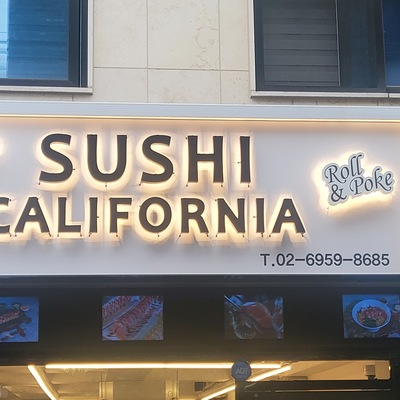 SUSHI
CALIFORNIA
Roll
& Poke
T.02-6959-8685